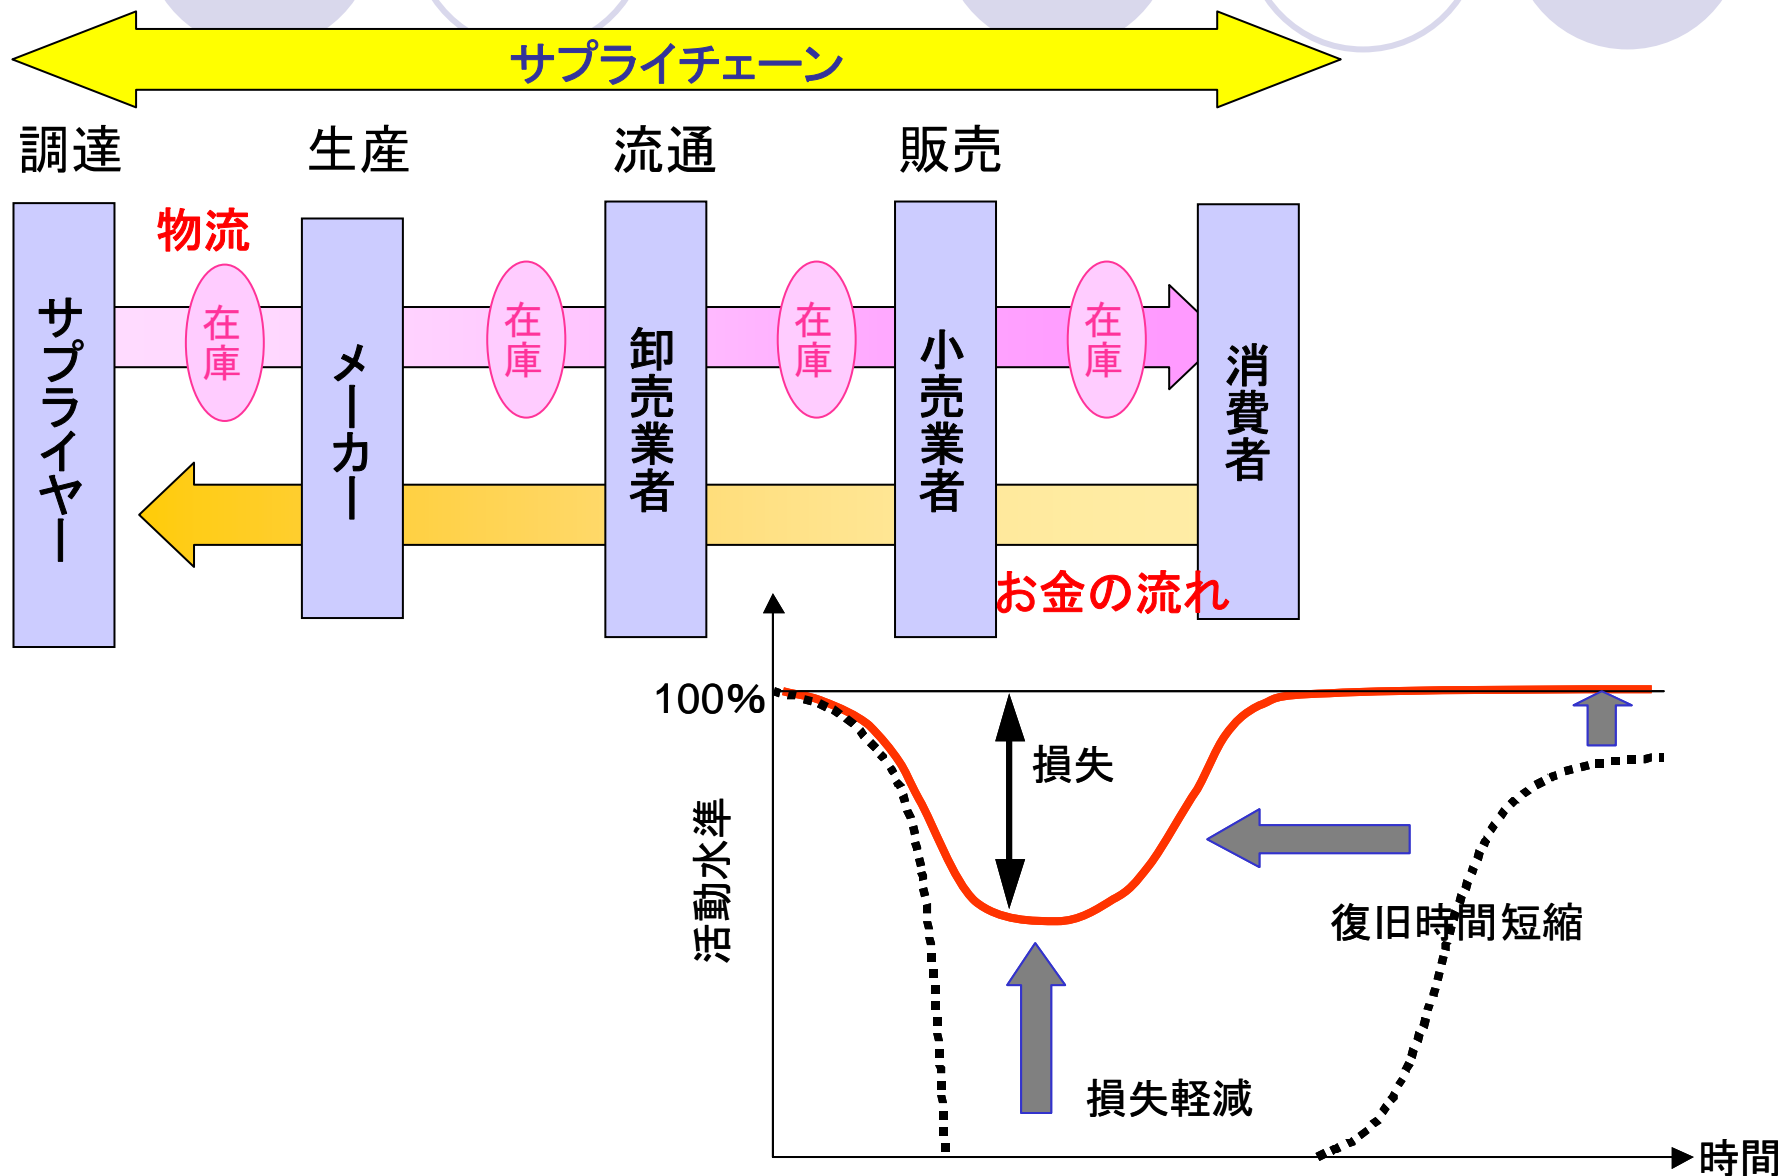 サプライチェーン
調達
生産
流通
販売
物流
サプライヤー
在庫
メーカー
在庫
卸売業者
在庫
小売業者
在庫
消費者
お金の流れ
100%
損失
活動水準
復旧時間短縮
損失軽減
時間